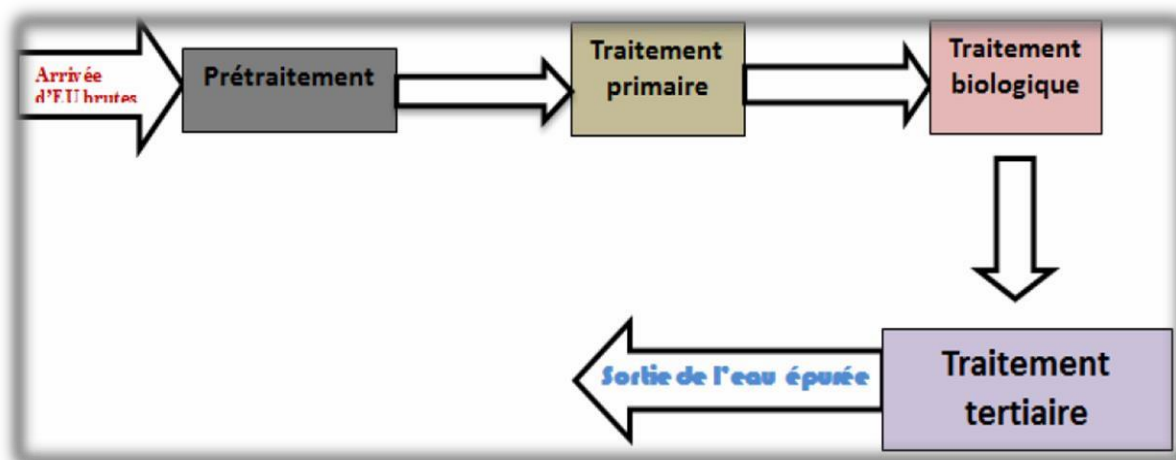 Arrivée
d'EU brutes
Prétraitement
Traitement
primaire
Traitement
biologique
Traitement
tertiaire
Sortie de l'eau épurée